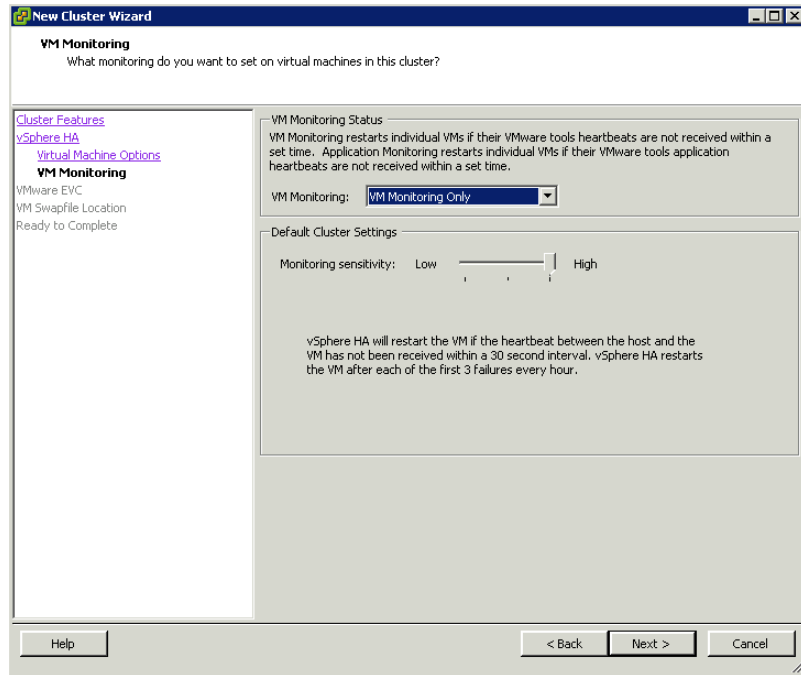 New Cluster Wizard
VM Monitoring
What monitoring do you want to set on virtual machines in this cluster?
Cluster Features
vSphere HA
Virtual Machine Options
VM Monitoring
VMware EVC
VM Swapfile Location
Ready to Complete
VM Monitoring Status
VM Monitoring restarts individual VMs if their VMware tools heartbeats are not received within a
set time. Application Monitoring restarts individual VMs if their VMware tools application
heartbeats are not received within a set time.
VM Monitoring: VM Monitoring Only
Default Cluster Settings
Monitoring sensitivity: Low High
vSphere HA will restart the VM if the heartbeat between the host and the
VM has not been received within a 30 second interval. vSphere HA restarts
the VM after each of the first 3 failures every hour.
Help < Back Next > Cancel